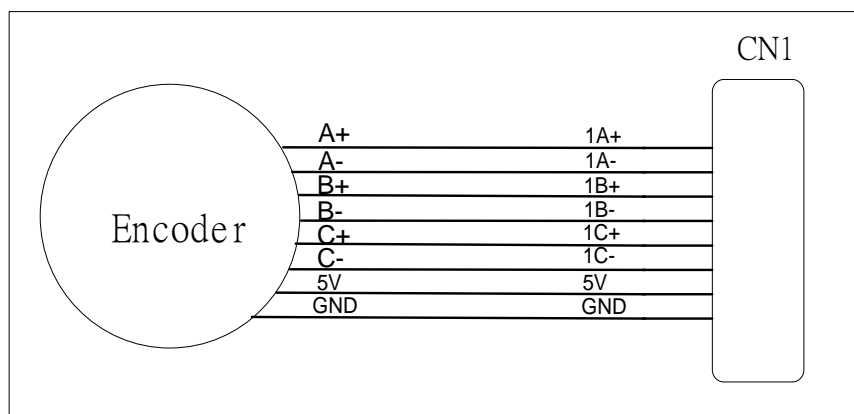 CN1
A+ 1A+
A- 1A-
B+ 1B+
B- 1B-
Encoder
C+ 1C+
C- 1C-
5V 5V
GND GND